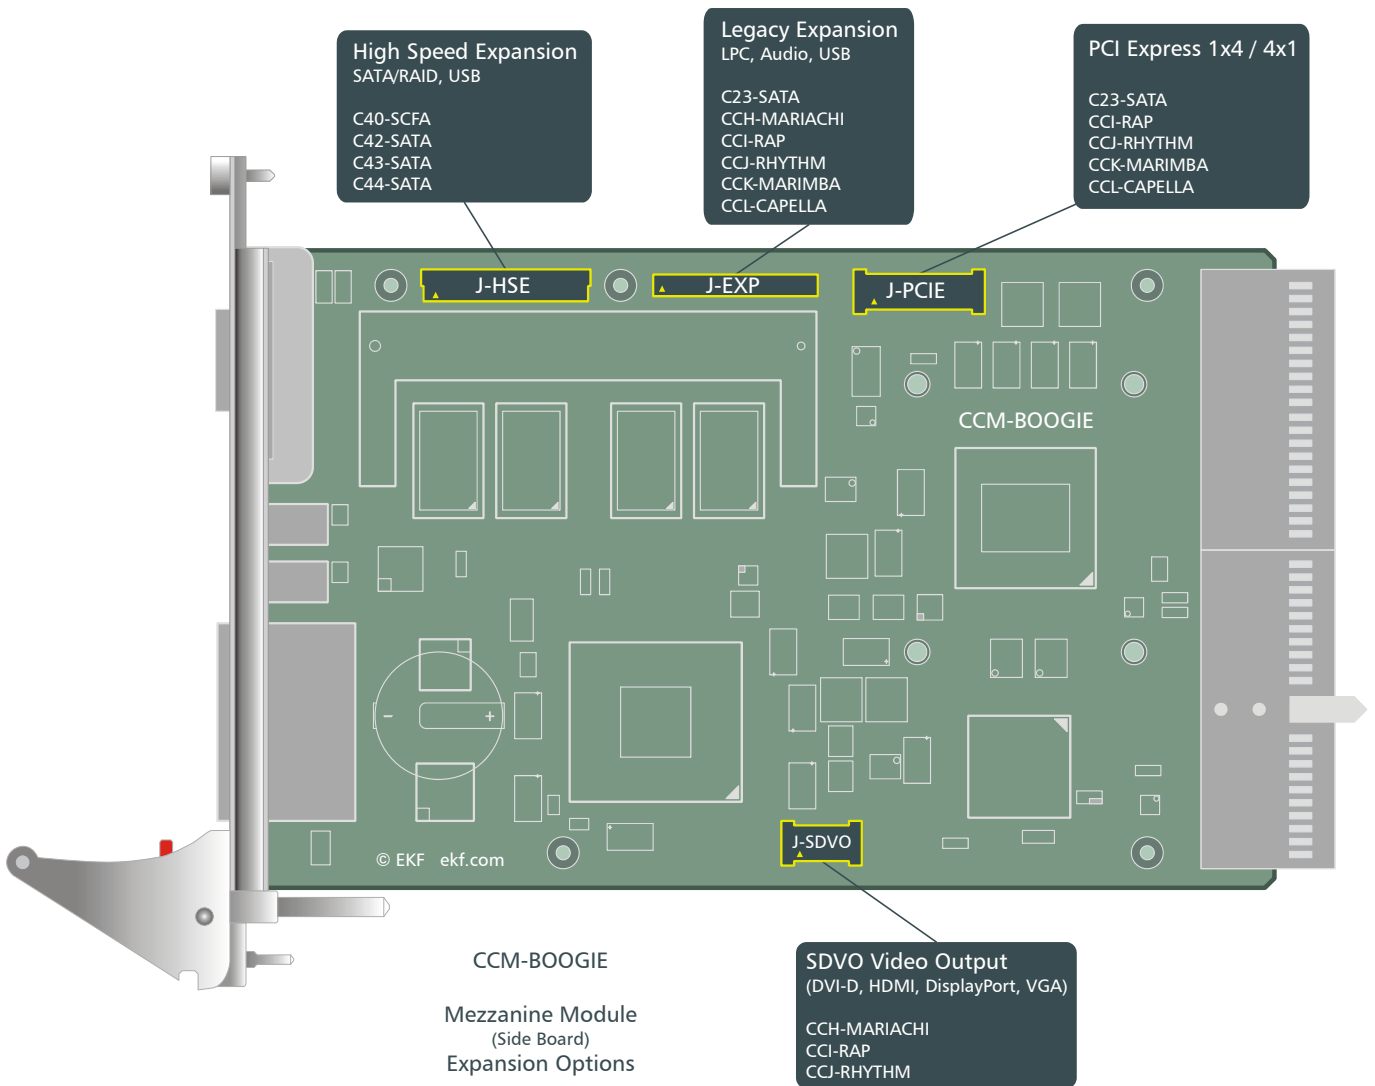 High Speed Expansion
SATA/RAID, USB
C40-SCFA
C42-SATA
C43-SATA
C44-SATA
Legacy Expansion
LPC, Audio, USB
C23-SATA
CCH-MARIACHI
CCI-RAP
CCJ-RHYTHM
CCK-MARIMBA
CCL-CAPELLA
PCI Express 1x4 / 4x1
C23-SATA
CCI-RAP
CCJ-RHYTHM
CCK-MARIMBA
CCL-CAPELLA
J-HSE
J-EXP
J-PCIE
CCM-BOOGIE
– +
J-SDVO
© EKF ekf.com
CCM-BOOGIE
Mezzanine Module
(Side Board)
Expansion Options
SDVO Video Output
(DVI-D, HDMI, DisplayPort, VGA)
CCH-MARIACHI
CCI-RAP
CCJ-RHYTHM